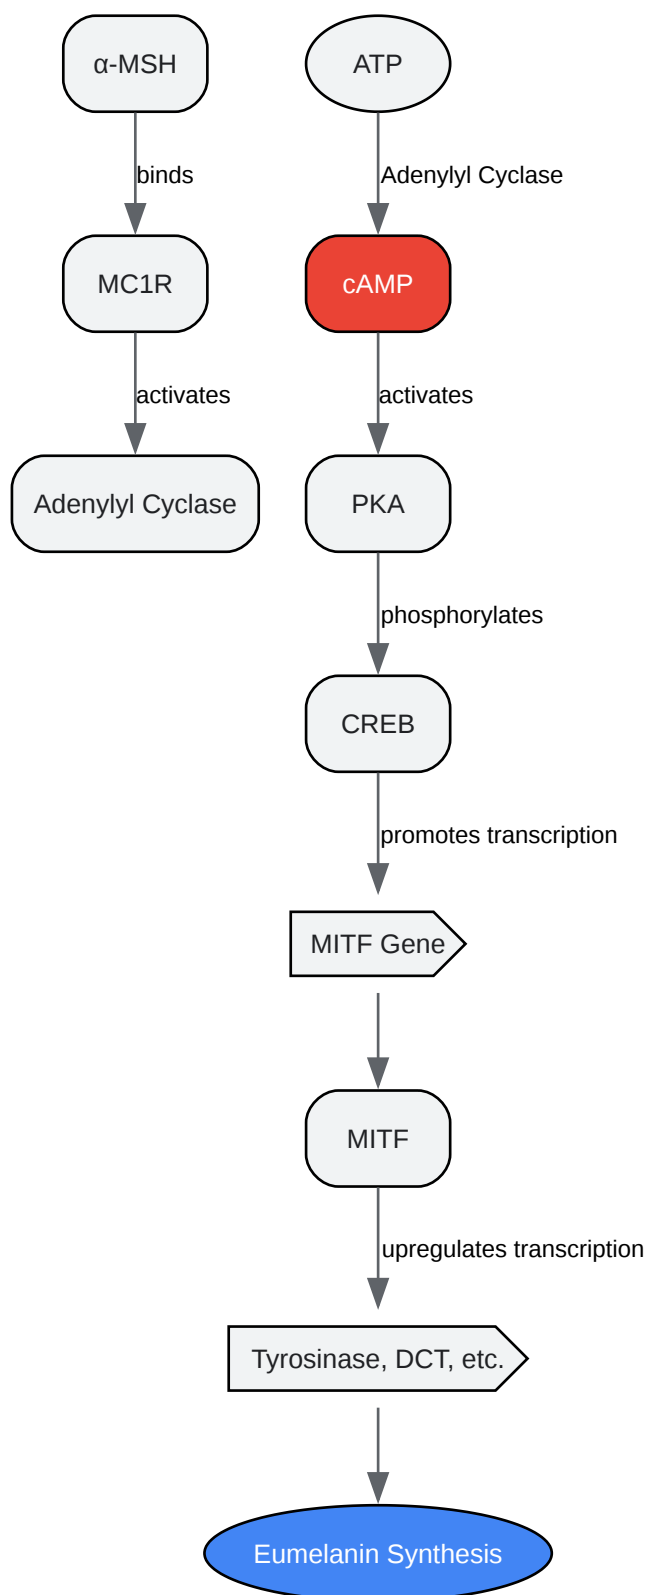 α-MSH
ATP
binds
Adenylyl Cyclase
MC1R
cAMP
activates
activates
Adenylyl Cyclase
PKA
phosphorylates
CREB
promotes transcription
MITF Gene
MITF
upregulates transcription
Tyrosinase, DCT, etc.
Eumelanin Synthesis